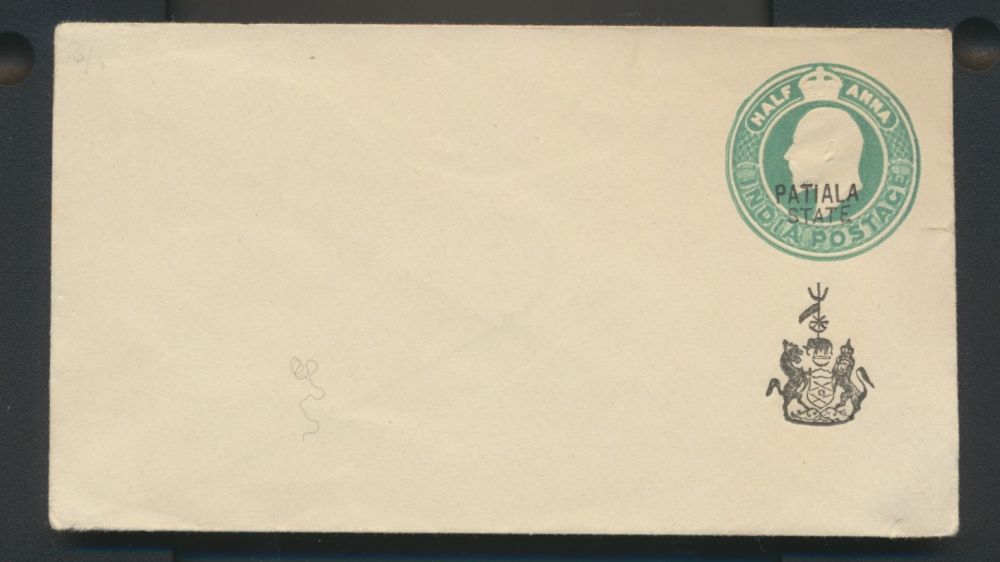 HALF ANNA
PATIALA
STATE
INDIA POSTAGE